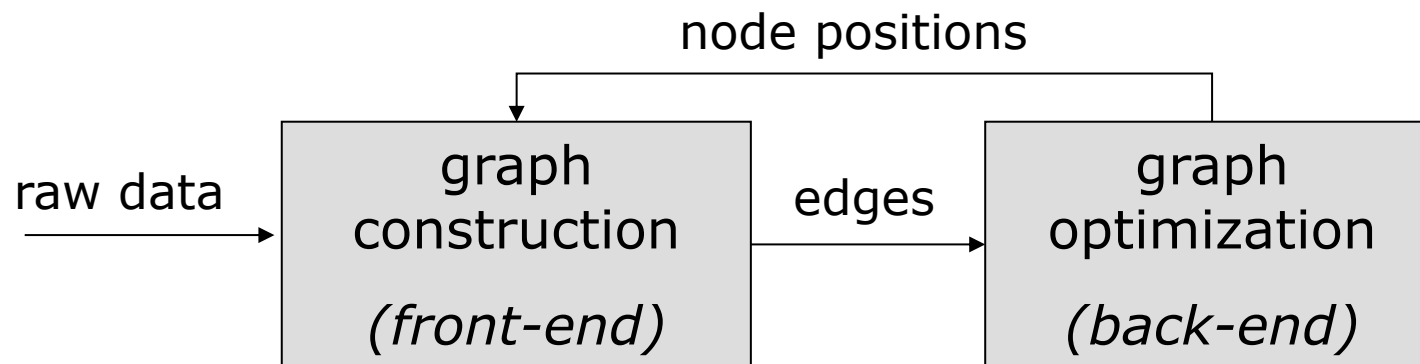 node positions
raw data
graph
construction
(front-end)
edges
graph
optimization
(back-end)